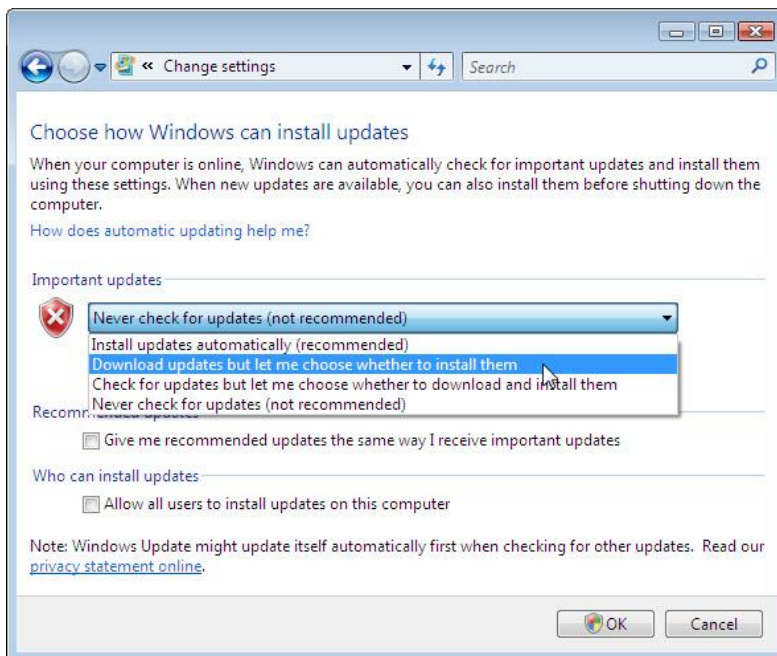 « Change settings
Search
Choose how Windows can install updates
When your computer is online, Windows can automatically check for important updates and install them
using these settings. When new updates are available, you can also install them before shutting down the
computer.
How does automatic updating help me?
Important updates
Never check for updates (not recommended)
Install updates automatically (recommended)
Download updates but let me choose whether to install them
Check for updates but let me choose whether to download and install them
Never check for updates (not recommended)
Recommended updates
Give me recommended updates the same way I receive important updates
Who can install updates
Allow all users to install updates on this computer
Note: Windows Update might update itself automatically first when checking for other updates. Read our
privacy statement online.
OK
Cancel